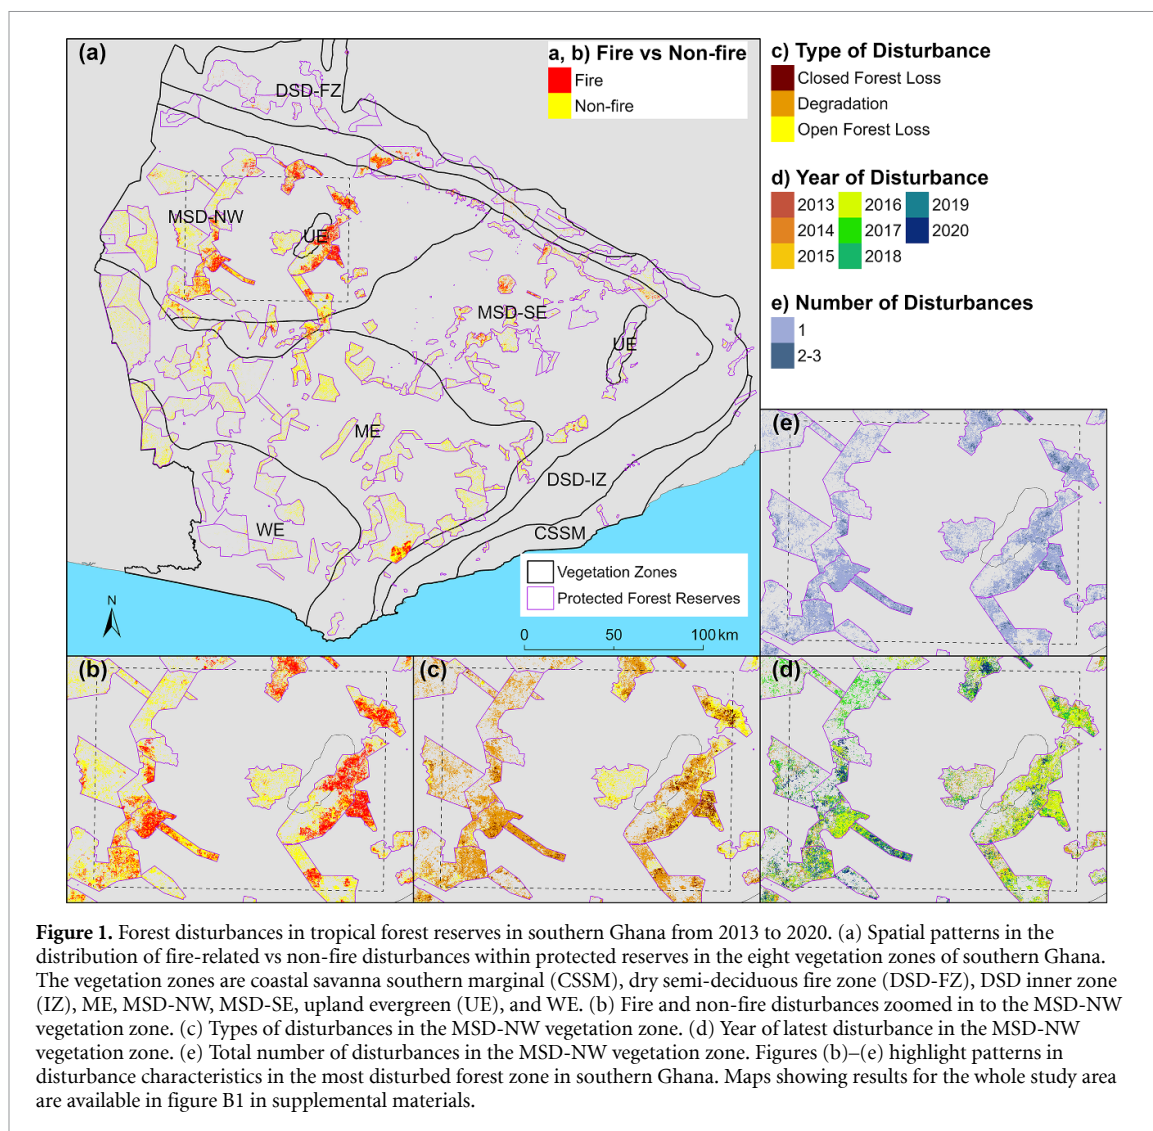 (a)
a, b) Fire vs Non-fire
Fire
Non-fire
DSD-FZ
MSD-NW
UE
MSD-SE
UE
ME
DSD-IZ
WE
CSSM
Vegetation Zones
Protected Forest Reserves
N
0 50 100 km
c) Type of Disturbance
Closed Forest Loss
Degradation
Open Forest Loss
d) Year of Disturbance
2013 2016 2019
2014 2017 2020
2015 2018
e) Number of Disturbances
1
2-3
(e)
(b)
(c)
(d)
Figure 1. Forest disturbances in tropical forest reserves in southern Ghana from 2013 to 2020. (a) Spatial patterns in the
distribution of fire-related vs non-fire disturbances within protected reserves in the eight vegetation zones of southern Ghana.
The vegetation zones are coastal savanna southern marginal (CSSM), dry semi-deciduous fire zone (DSD-FZ), DSD inner zone
(IZ), ME, MSD-NW, MSD-SE, upland evergreen (UE), and WE. (b) Fire and non-fire disturbances zoomed in to the MSD-NW
vegetation zone. (c) Types of disturbances in the MSD-NW vegetation zone. (d) Year of latest disturbance in the MSD-NW
vegetation zone. (e) Total number of disturbances in the MSD-NW vegetation zone. Figures (b)–(e) highlight patterns in
disturbance characteristics in the most disturbed forest zone in southern Ghana. Maps showing results for the whole study area
are available in figure B1 in supplemental materials.